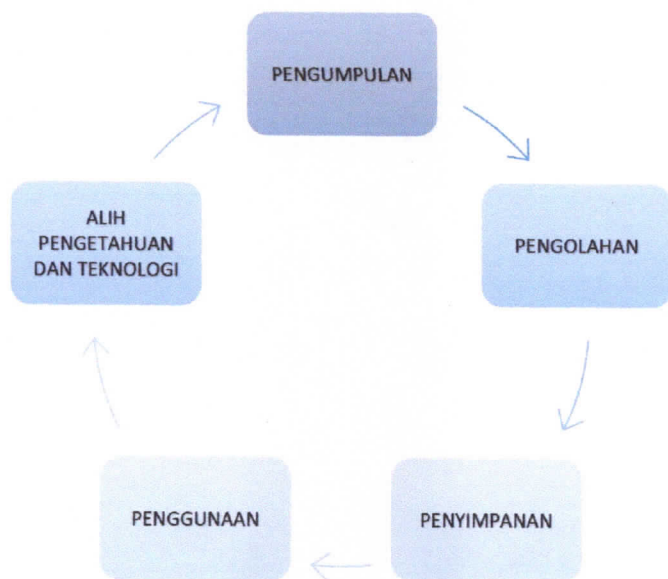 PENGUMPULAN
PENGOLAHAN
PENYIMPANAN
PENGGUNAAN
ALIH
PENGETAHUAN
DAN TEKNOLOGI